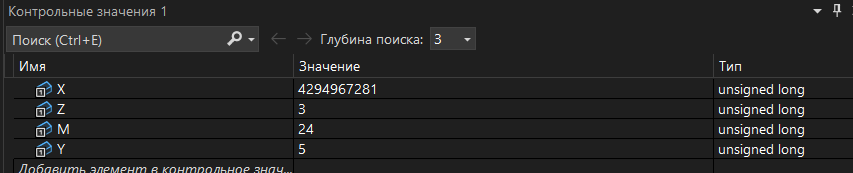 Контрольные значения 1
Поиск (Ctrl+E) Глубина поиска: 3
Имя Значение Тип
X 4294967281 unsigned long
Z 3 unsigned long
M 24 unsigned long
Y 5 unsigned long
Добавить элемент в контрольное знач...